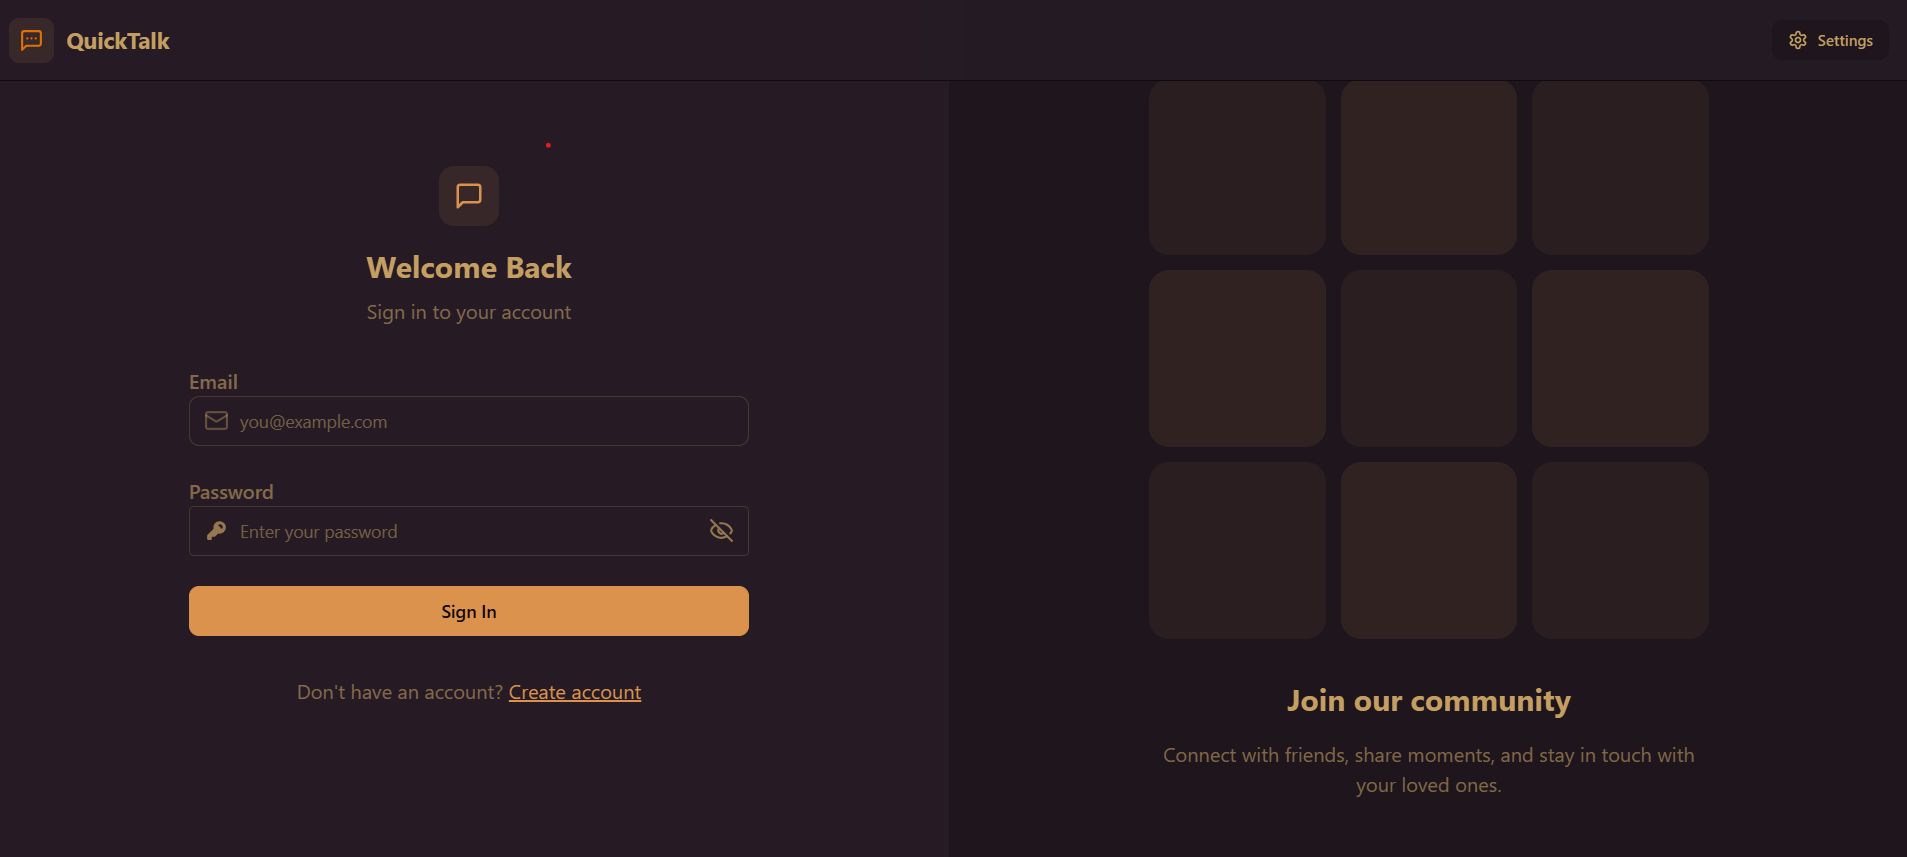 QuickTalk
Settings
Welcome Back
Sign in to your account
Email
you@example.com
Password
Enter your password
Sign In
Don't have an account? Create account
Join our community
Connect with friends, share moments, and stay in touch with
your loved ones.